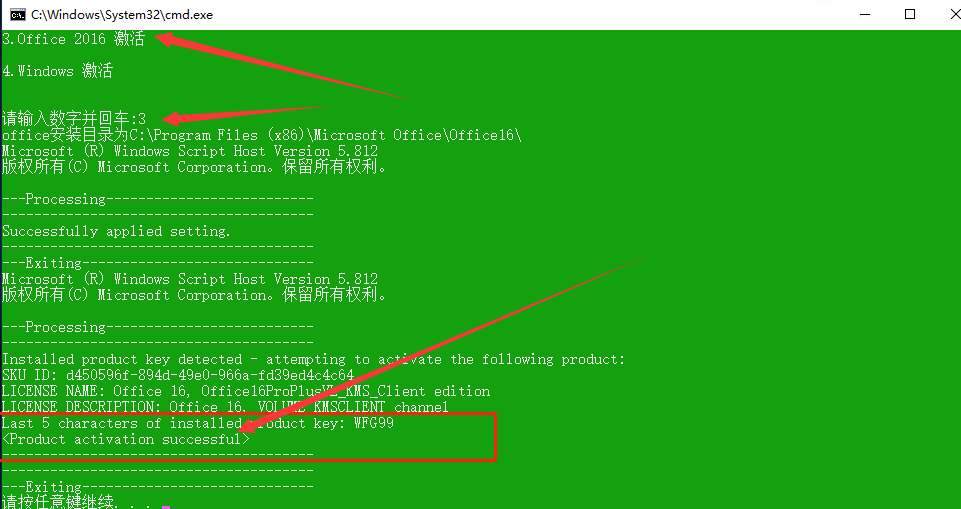 C:\Windows\System32\cmd.exe
3.Office 2016 激活
4.Windows 激活
请输入数字并回车:3
office安装目录为C:\Program Files (x86)\Microsoft Office\Office16\
Microsoft (R) Windows Script Host Version 5.812
版权所有(C) Microsoft Corporation。保留所有权利。
---Processing--------------------------
---------------------------------------
Successfully applied setting.
---------------------------------------
---Exiting-----------------------------
Microsoft (R) Windows Script Host Version 5.812
版权所有(C) Microsoft Corporation。保留所有权利。
---Processing--------------------------
---------------------------------------
Installed product key detected - attempting to activate the following product:
SKU ID: d450596f-894d-49e0-966a-fd39ed4c4c64
LICENSE NAME: Office 16, Office16ProPlusVL_KMS_Client edition
LICENSE DESCRIPTION: Office 16, VOLUME_KMSCLIENT channel
Last 5 characters of installed product key: WFG99
<Product activation successful>
---------------------------------------
---------------------------------------
---Exiting-----------------------------
请按任意键继续. . .